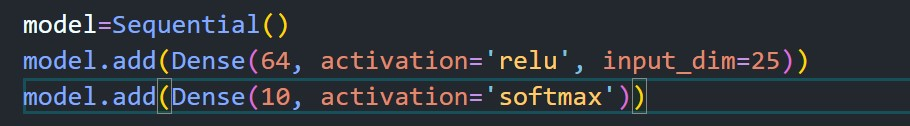 model=Sequential()
model.add(Dense(64, activation='relu', input_dim=25))
model.add(Dense(10, activation='softmax'))